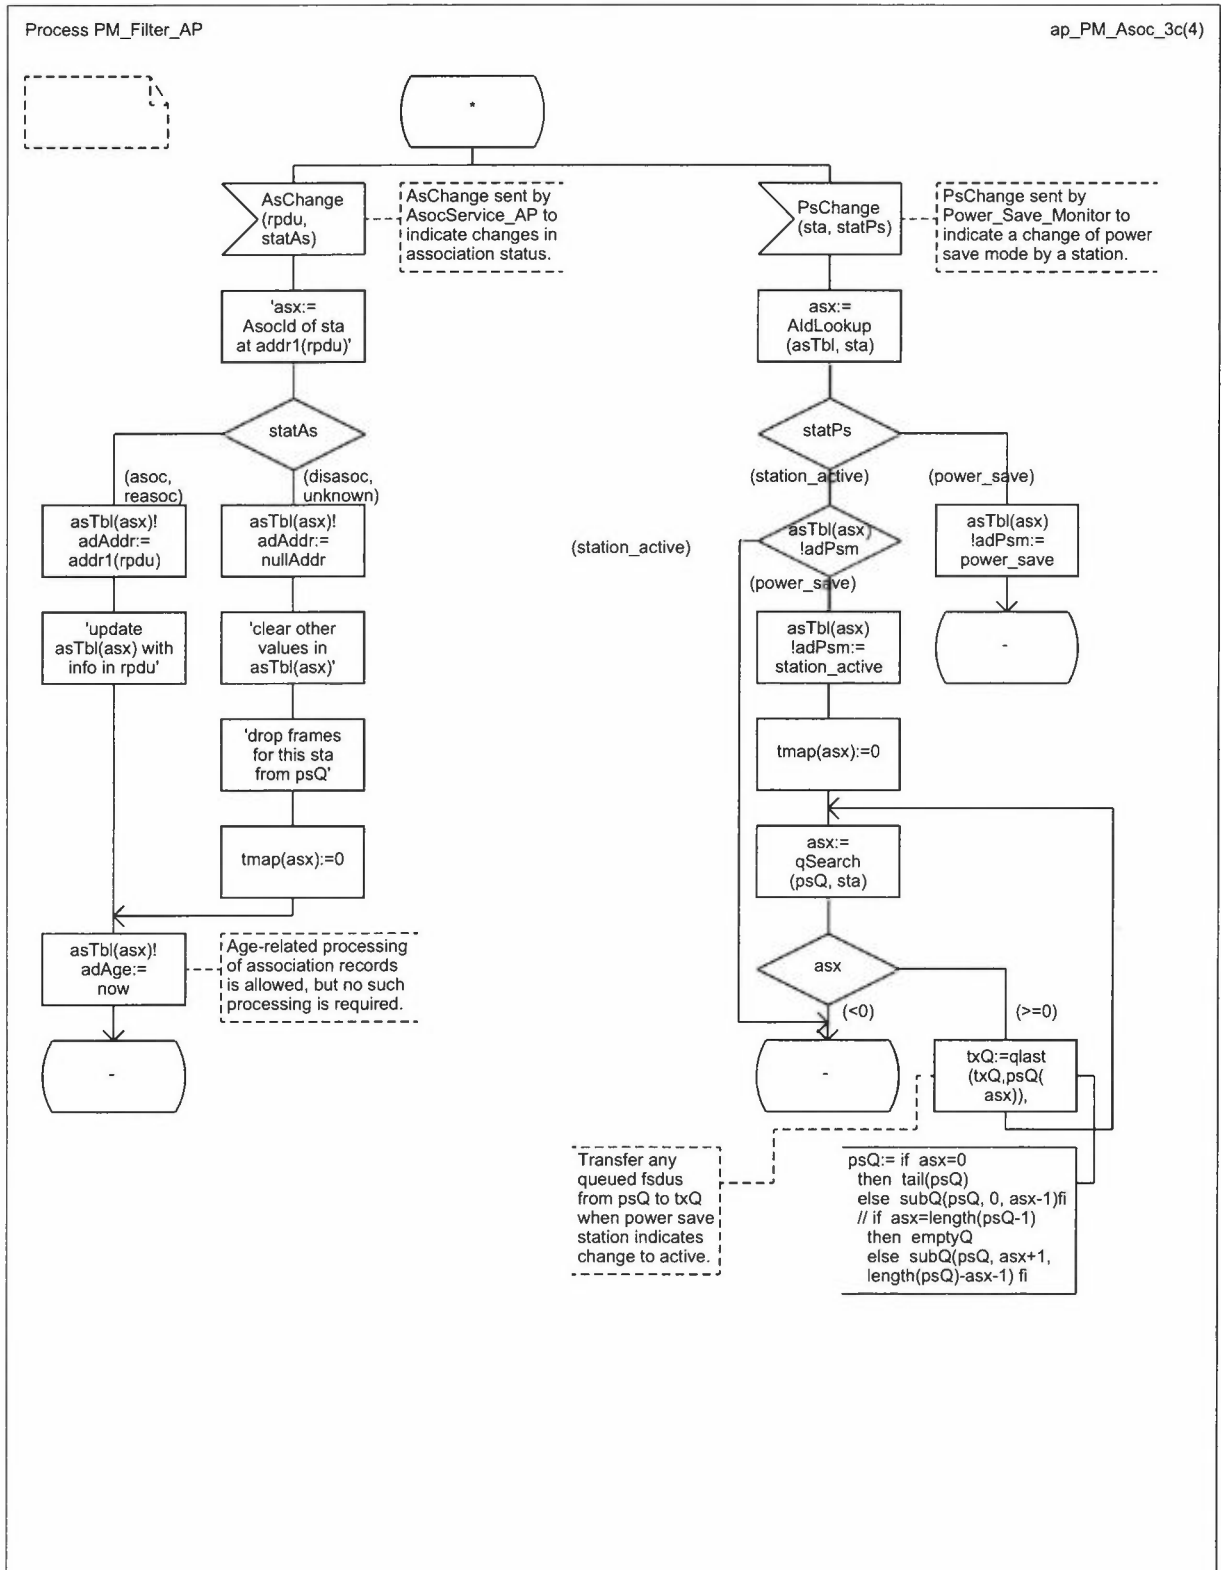 Process PM_Filter_AP
ap_PM_Asoc_3c(4)
*
AsChange
(rpdu,
statAs)
AsChange sent by
AsocService_AP to
indicate changes in
association status.
PsChange
(sta, statPs)
PsChange sent by
Power_Save_Monitor to
indicate a change of power
save mode by a station.
'asx:=
AsocId of sta
at addr1(rpdu)'
asx:=
AIdLookup
(asTbl, sta)
statAs
statPs
(asoc,
reasoc)
(disasoc,
unknown)
(station_active)
(power_save)
asTbl(asx)!
adAddr:=
addr1(rpdu)
asTbl(asx)!
adAddr:=
nullAddr
(station_active)
asTbl(asx)
!adPsm
asTbl(asx)
!adPsm:=
power_save
(power_save)
'update
asTbl(asx) with
info in rpdu'
'clear other
values in
asTbl(asx)'
asTbl(asx)
!adPsm:=
station_active
-
'drop frames
for this sta
from psQ'
tmap(asx):=0
tmap(asx):=0
asx:=
qSearch
(psQ, sta)
asTbl(asx)!
adAge:=
now
Age-related processing
of association records
is allowed, but no such
processing is required.
asx
(<0)
(>=0)
-
-
txQ:=qlast
(txQ,psQ(
asx)),
Transfer any
queued fsdus
from psQ to txQ
when power save
station indicates
change to active.
psQ:= if asx=0
then tail(psQ)
else subQ(psQ, 0, asx-1)fi
// if asx=length(psQ-1)
then emptyQ
else subQ(psQ, asx+1,
length(psQ)-asx-1) fi